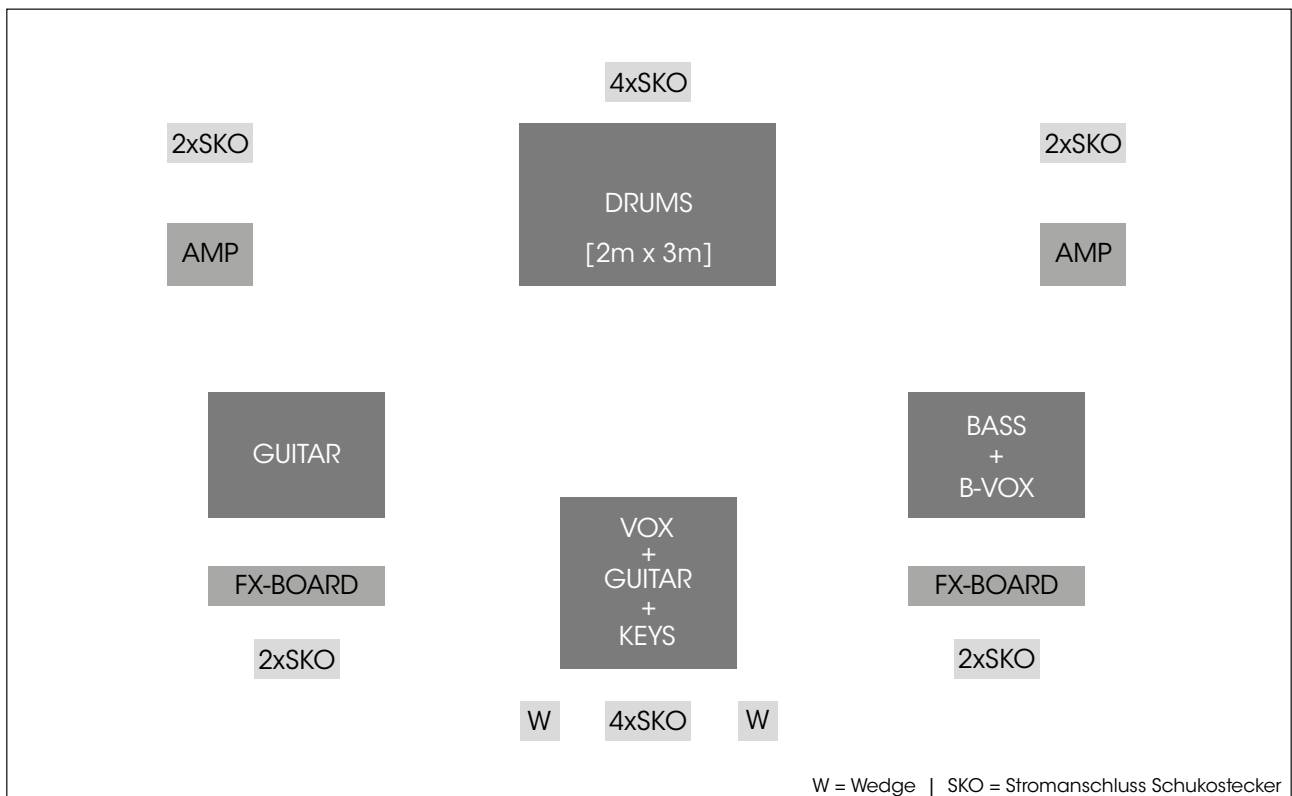 4xSKO
2xSKO
2xSKO
DRUMS
[2m x 3m]
AMP
AMP
GUITAR
BASS
+
B-VOX
VOX
+
GUITAR
+
KEYS
FX-BOARD
FX-BOARD
2xSKO
2xSKO
W
4xSKO
W
W = Wedge | SKO = Stromanschluss Schukostecker